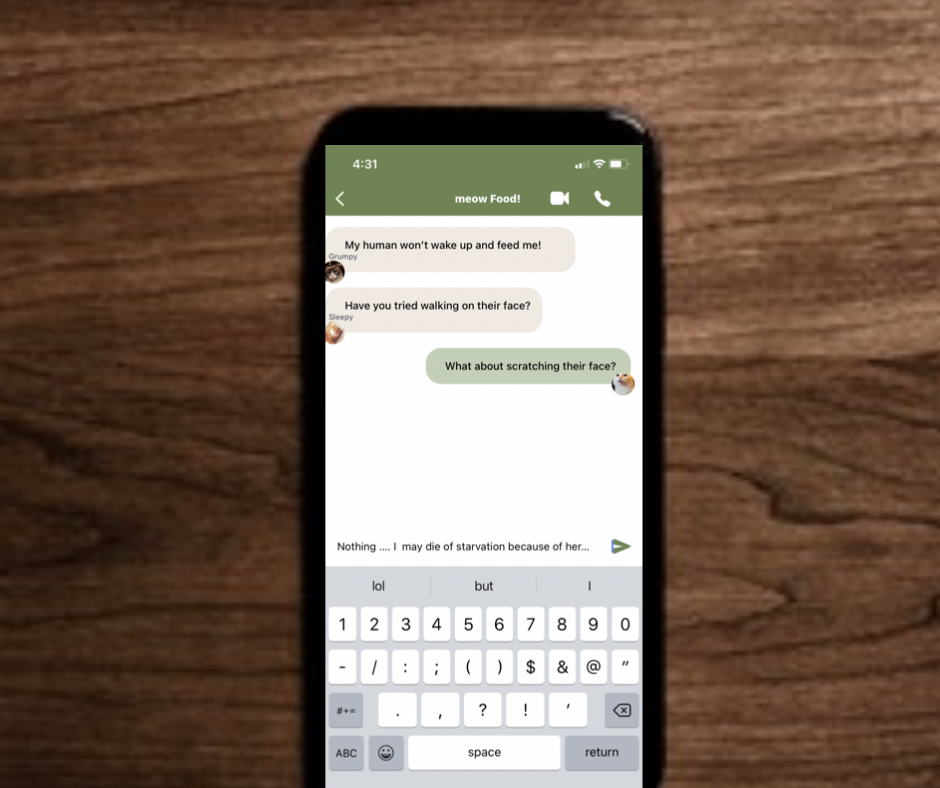 4:31
meow Food!
My human won’t wake up and feed me!
Grumpy
Have you tried walking on their face?
Sleepy
What about scratching their face?
Nothing .... I  may die of starvation because of her...
lol but I
1 2 3 4 5 6 7 8 9 0
- / : ; ( ) $ & @ ”
#+= . , ? ! ’
ABC space return